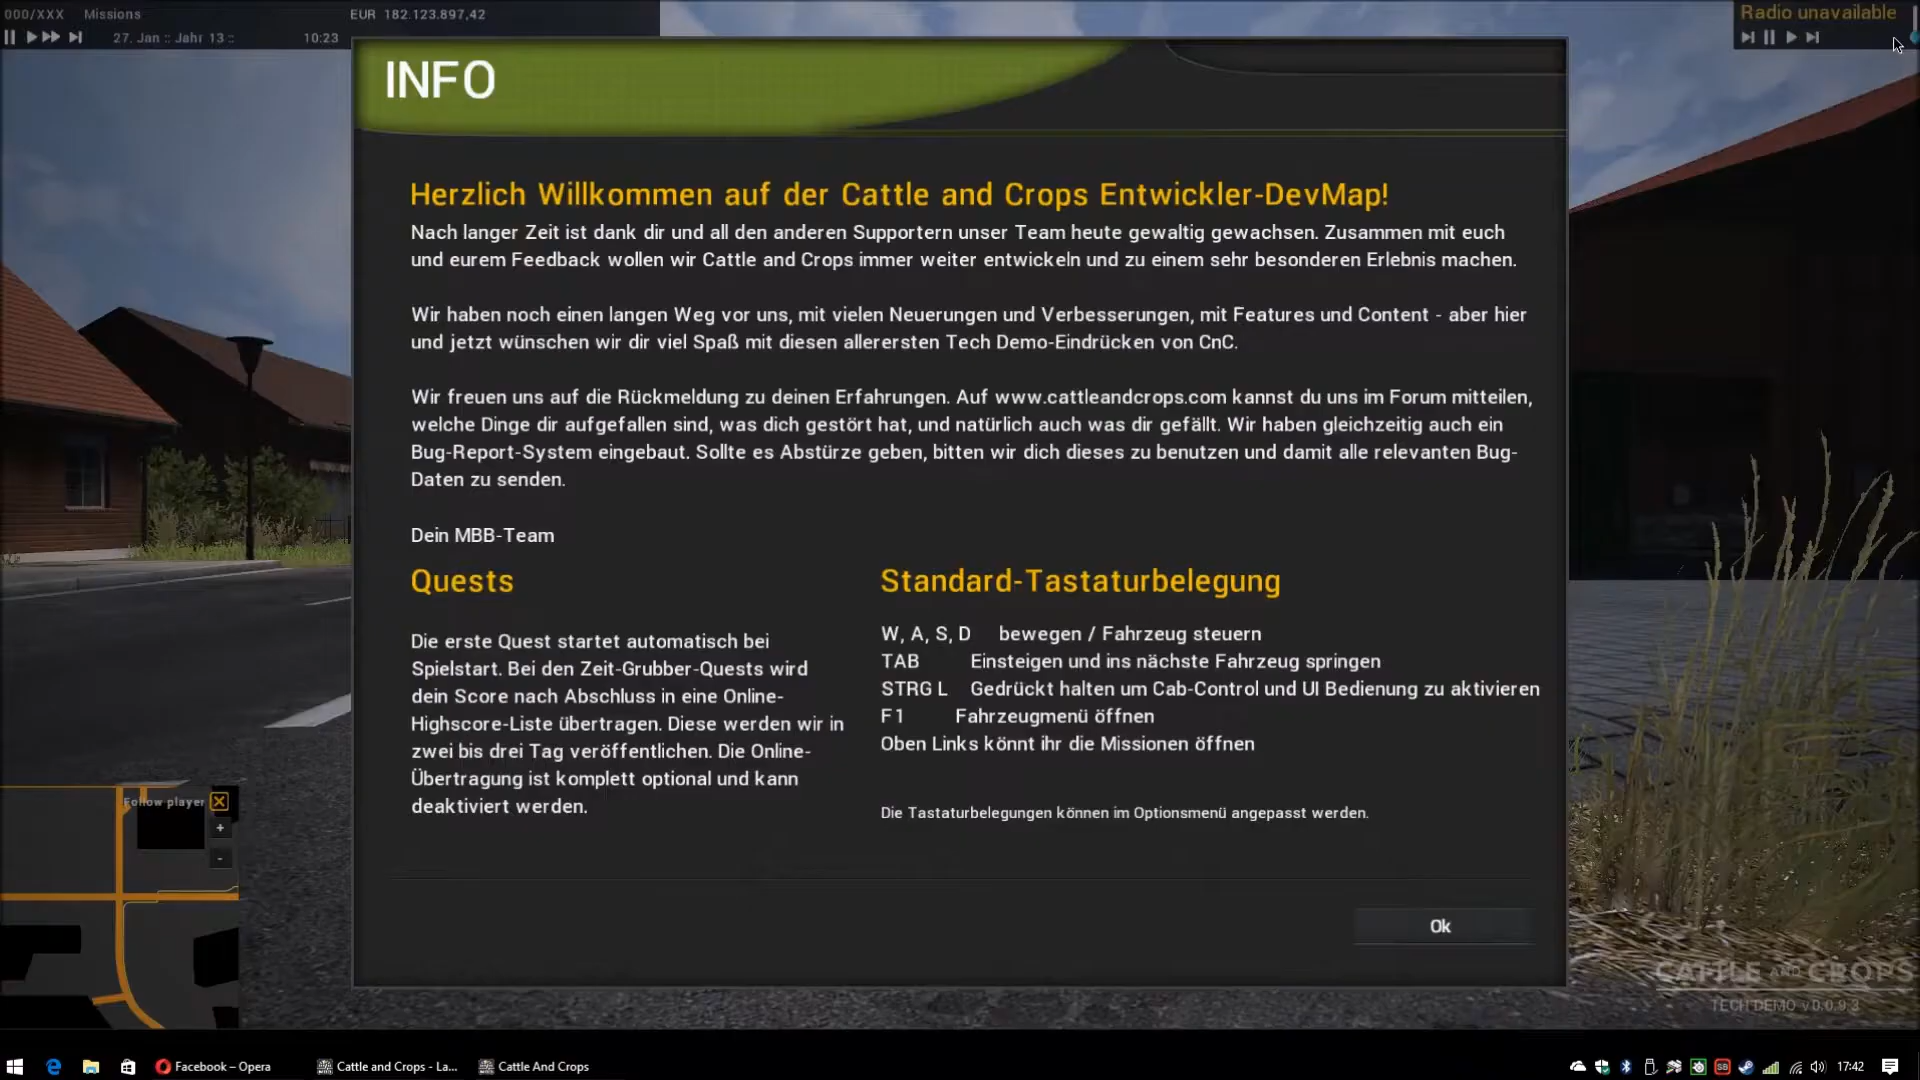 000/XXX Missions
EUR 182.123.897,42
27. Jan :: Jahr 13 ::
10:23
Radio unavailable
INFO
Herzlich Willkommen auf der Cattle and Crops Entwickler-DevMap!
Nach langer Zeit ist dank dir und all den anderen Supportern unser Team heute gewaltig gewachsen. Zusammen mit euch
und eurem Feedback wollen wir Cattle and Crops immer weiter entwickeln und zu einem sehr besonderen Erlebnis machen.
Wir haben noch einen langen Weg vor uns, mit vielen Neuerungen und Verbesserungen, mit Features und Content - aber hier
und jetzt wünschen wir dir viel Spaß mit diesen allerersten Tech Demo-Eindrücken von CnC.
Wir freuen uns auf die Rückmeldung zu deinen Erfahrungen. Auf www.cattleandcrops.com kannst du uns im Forum mitteilen,
welche Dinge dir aufgefallen sind, was dich gestört hat, und natürlich auch was dir gefällt. Wir haben gleichzeitig auch ein
Bug-Report-System eingebaut. Sollte es Abstürze geben, bitten wir dich dieses zu benutzen und damit alle relevanten Bug-
Daten zu senden.
Dein MBB-Team
Quests
Die erste Quest startet automatisch bei
Spielstart. Bei den Zeit-Grubber-Quests wird
dein Score nach Abschluss in eine Online-
Highscore-Liste übertragen. Diese werden wir in
zwei bis drei Tag veröffentlichen. Die Online-
Übertragung ist komplett optional und kann
deaktiviert werden.
Standard-Tastaturbelegung
W, A, S, D bewegen / Fahrzeug steuern
TAB Einsteigen und ins nächste Fahrzeug springen
STRG L Gedrückt halten um Cab-Control und UI Bedienung zu aktivieren
F1 Fahrzeugmenü öffnen
Oben Links könnt ihr die Missionen öffnen
Die Tastaturbelegungen können im Optionsmenü angepasst werden.
Follow player
+
-
Ok
CATTLE AND CROPS
TECH DEMO v0.0.9.3
Facebook – Opera
Cattle and Crops - La...
Cattle And Crops
SB
17:42